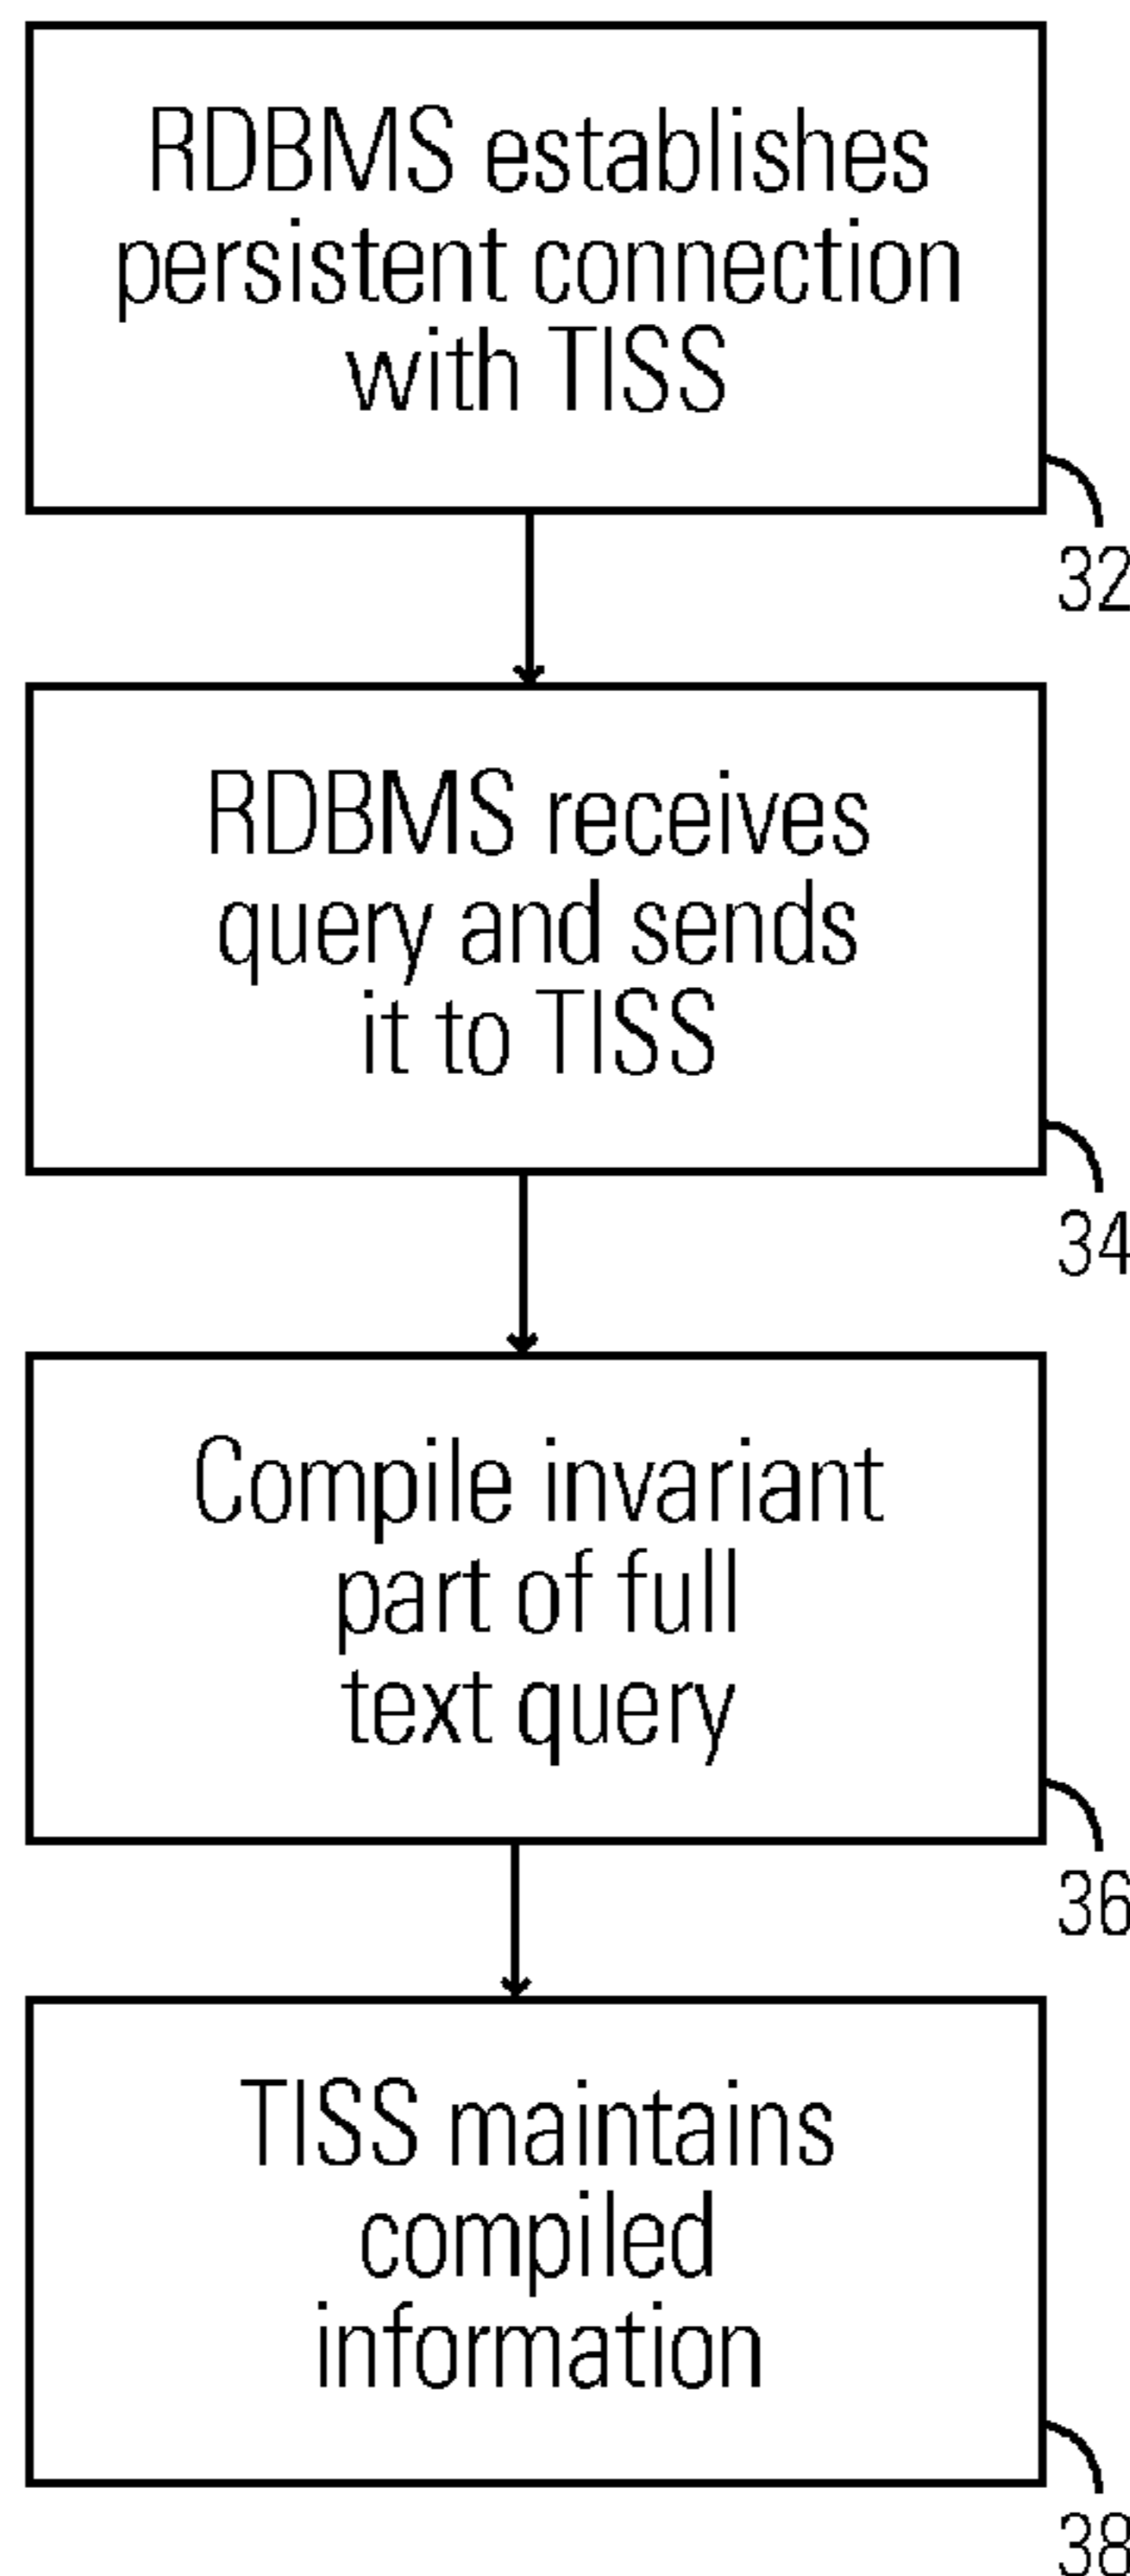 RDBMS establishes
persistent connection
with TISS
32
RDBMS receives
query and sends
it to TISS
34
Compile invariant
part of full
text query
36
TISS maintains
compiled
information
38